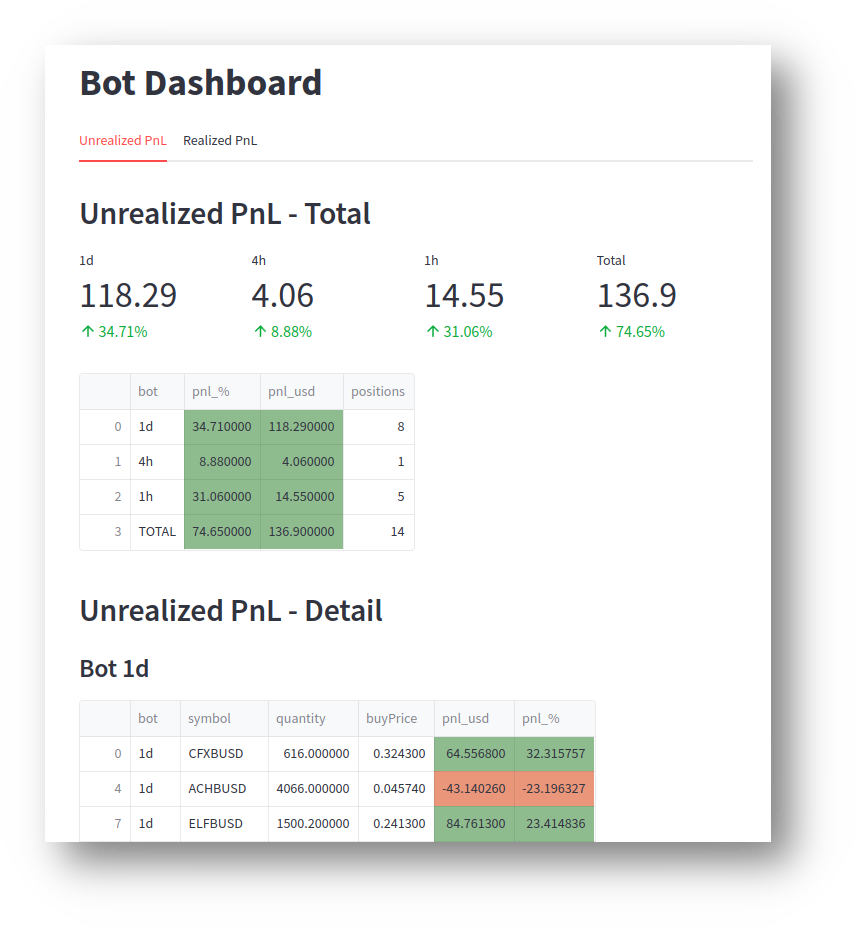 Bot Dashboard
Unrealized PnL Realized PnL
Unrealized PnL - Total
1d 4h 1h Total
118.29 4.06 14.55 136.9
↑ 34.71% ↑ 8.88% ↑ 31.06% ↑ 74.65%
bot pnl_% pnl_usd positions
0 1d 34.710000 118.290000 8
1 4h 8.880000 4.060000 1
2 1h 31.060000 14.550000 5
3 TOTAL 74.650000 136.900000 14
Unrealized PnL - Detail
Bot 1d
bot symbol quantity buyPrice pnl_usd pnl_%
0 1d CFXBUSD 616.000000 0.324300 64.556800 32.315757
4 1d ACHBUSD 4066.000000 0.045740 -43.140260 -23.196327
7 1d ELFBUSD 1500.200000 0.241300 84.761300 23.414836